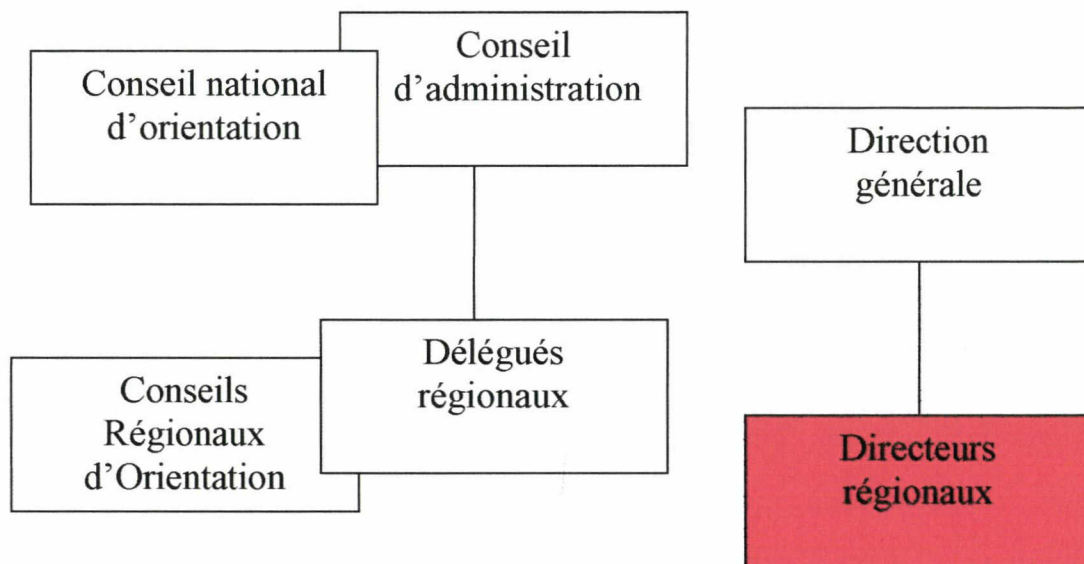 Conseil national
d'orientation
Conseil
d'administration
Direction
générale
Conseils
Régionaux
d'Orientation
Délégués
régionaux
Directeurs
régionaux